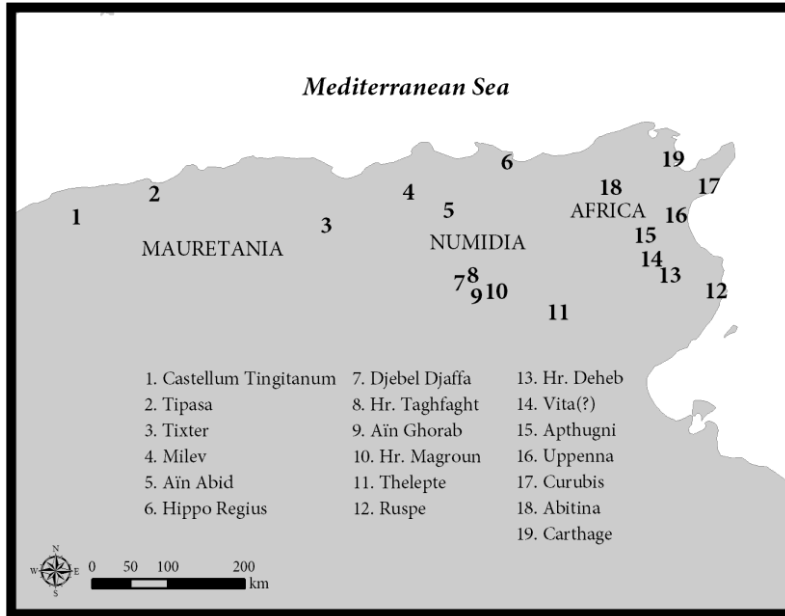 Mediterranean Sea
6
19
2
4
18
17
1
5
AFRICA
16
3
MAURETANIA
NUMIDIA
15
14
7
8
13
9
10
12
11
1. Castellum Tingitanum
2. Tipasa
3. Tixter
4. Milev
5. Aïn Abid
6. Hippo Regius
7. Djebel Djaffa
8. Hr. Taghfaght
9. Aïn Ghorab
10. Hr. Magroun
11. Thelepte
12. Ruspe
13. Hr. Deheb
14. Vita(?)
15. Apthugni
16. Uppenna
17. Curubis
18. Abitina
19. Carthage
N
W
E
S
0 50 100 200
km